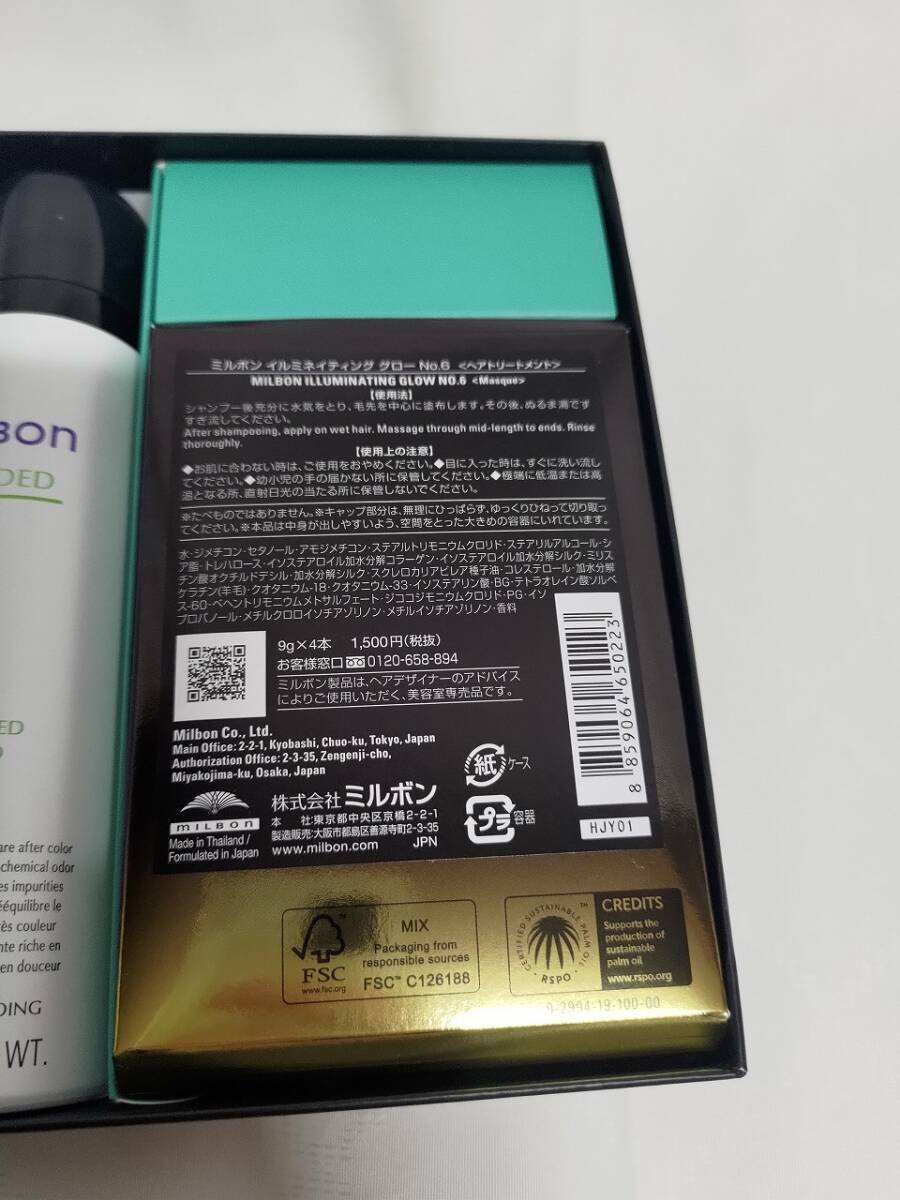 BON
DED
ED
are after color
chemical odor
es impurities
ééquilibre le
rès couleur
nte riche en
en douceur
DING
WT.
ミルボン イルミネイティング グロー No.6 <ヘアトリートメント>
MILBON ILLUMINATING GLOW NO.6 <Masque>
【使用法】
シャンプー後充分に水気をとり、毛先を中心に塗布します。その後、ぬるま湯です
すぎ流してください。
After shampooing, apply on wet hair. Massage through mid-length to ends. Rinse
thoroughly.
【使用上の注意】
◆お肌に合わない時は、ご使用をおやめください。◆目に入った時は、すぐに洗い流し
てください。◆幼小児の手の届かない所に保管してください。◆極端に低温または高
温となる所、直射日光の当たる所に保管しないでください。
※たべものではありません。※キャップ部分は、無理にひっぱらず、ゆっくりひねって切り取っ
てください。※本品は中身が出しやすいよう、空間をとった大きめの容器にいれています。
水・ジメチコン・セタノール・アモジメチコン・ステアルトリモニウムクロリド・ステアリルアルコール・シ
ア脂・トレハロース・イソステアロイル加水分解コラーゲン・イソステアロイル加水分解シルク・ミリス
チン酸オクチルドデシル・加水分解シルク・スクレロカリアビレア種子油・コレステロール・加水分解
ケラチン(羊毛)・クオタニウム-18・クオタニウム-33・イソステアリン酸・BG・テトラオレイン酸ソルベ
ス-60・ベヘントリモニウムメトサルフェート・ジココジモニウムクロリド・PG・イソ
プロパノール・メチルクロロイソチアゾリノン・メチルイソチアゾリノン・香料
9g×4本 1,500円(税抜)
お客様窓口 0120-658-894
ミルボン製品は、ヘアデザイナーのアドバイス
によりご使用いただく、美容室専売品です。
Milbon Co., Ltd.
Main Office: 2-2-1, Kyobashi, Chuo-ku, Tokyo, Japan
Authorization Office: 2-3-35, Zengenji-cho,
Miyakojima-ku, Osaka, Japan
MILBON
Made in Thailand/
Formulated in Japan
株式会社ミルボン
本 社:東京都中央区京橋2-2-1
製造販売:大阪市都島区善源寺町2-3-35
www.milbon.com JPN
紙 ケース
プラ 容器
8 859064 650223
HJY01
FSC
www.fsc.org
MIX
Packaging from
responsible sources
FSC™ C126188
CERTIFIED SUSTAINABLE PALM OIL ™
RSPO
CREDITS
Supports the
production of
sustainable
palm oil
www.rspo.org
9-2994-19-100-00